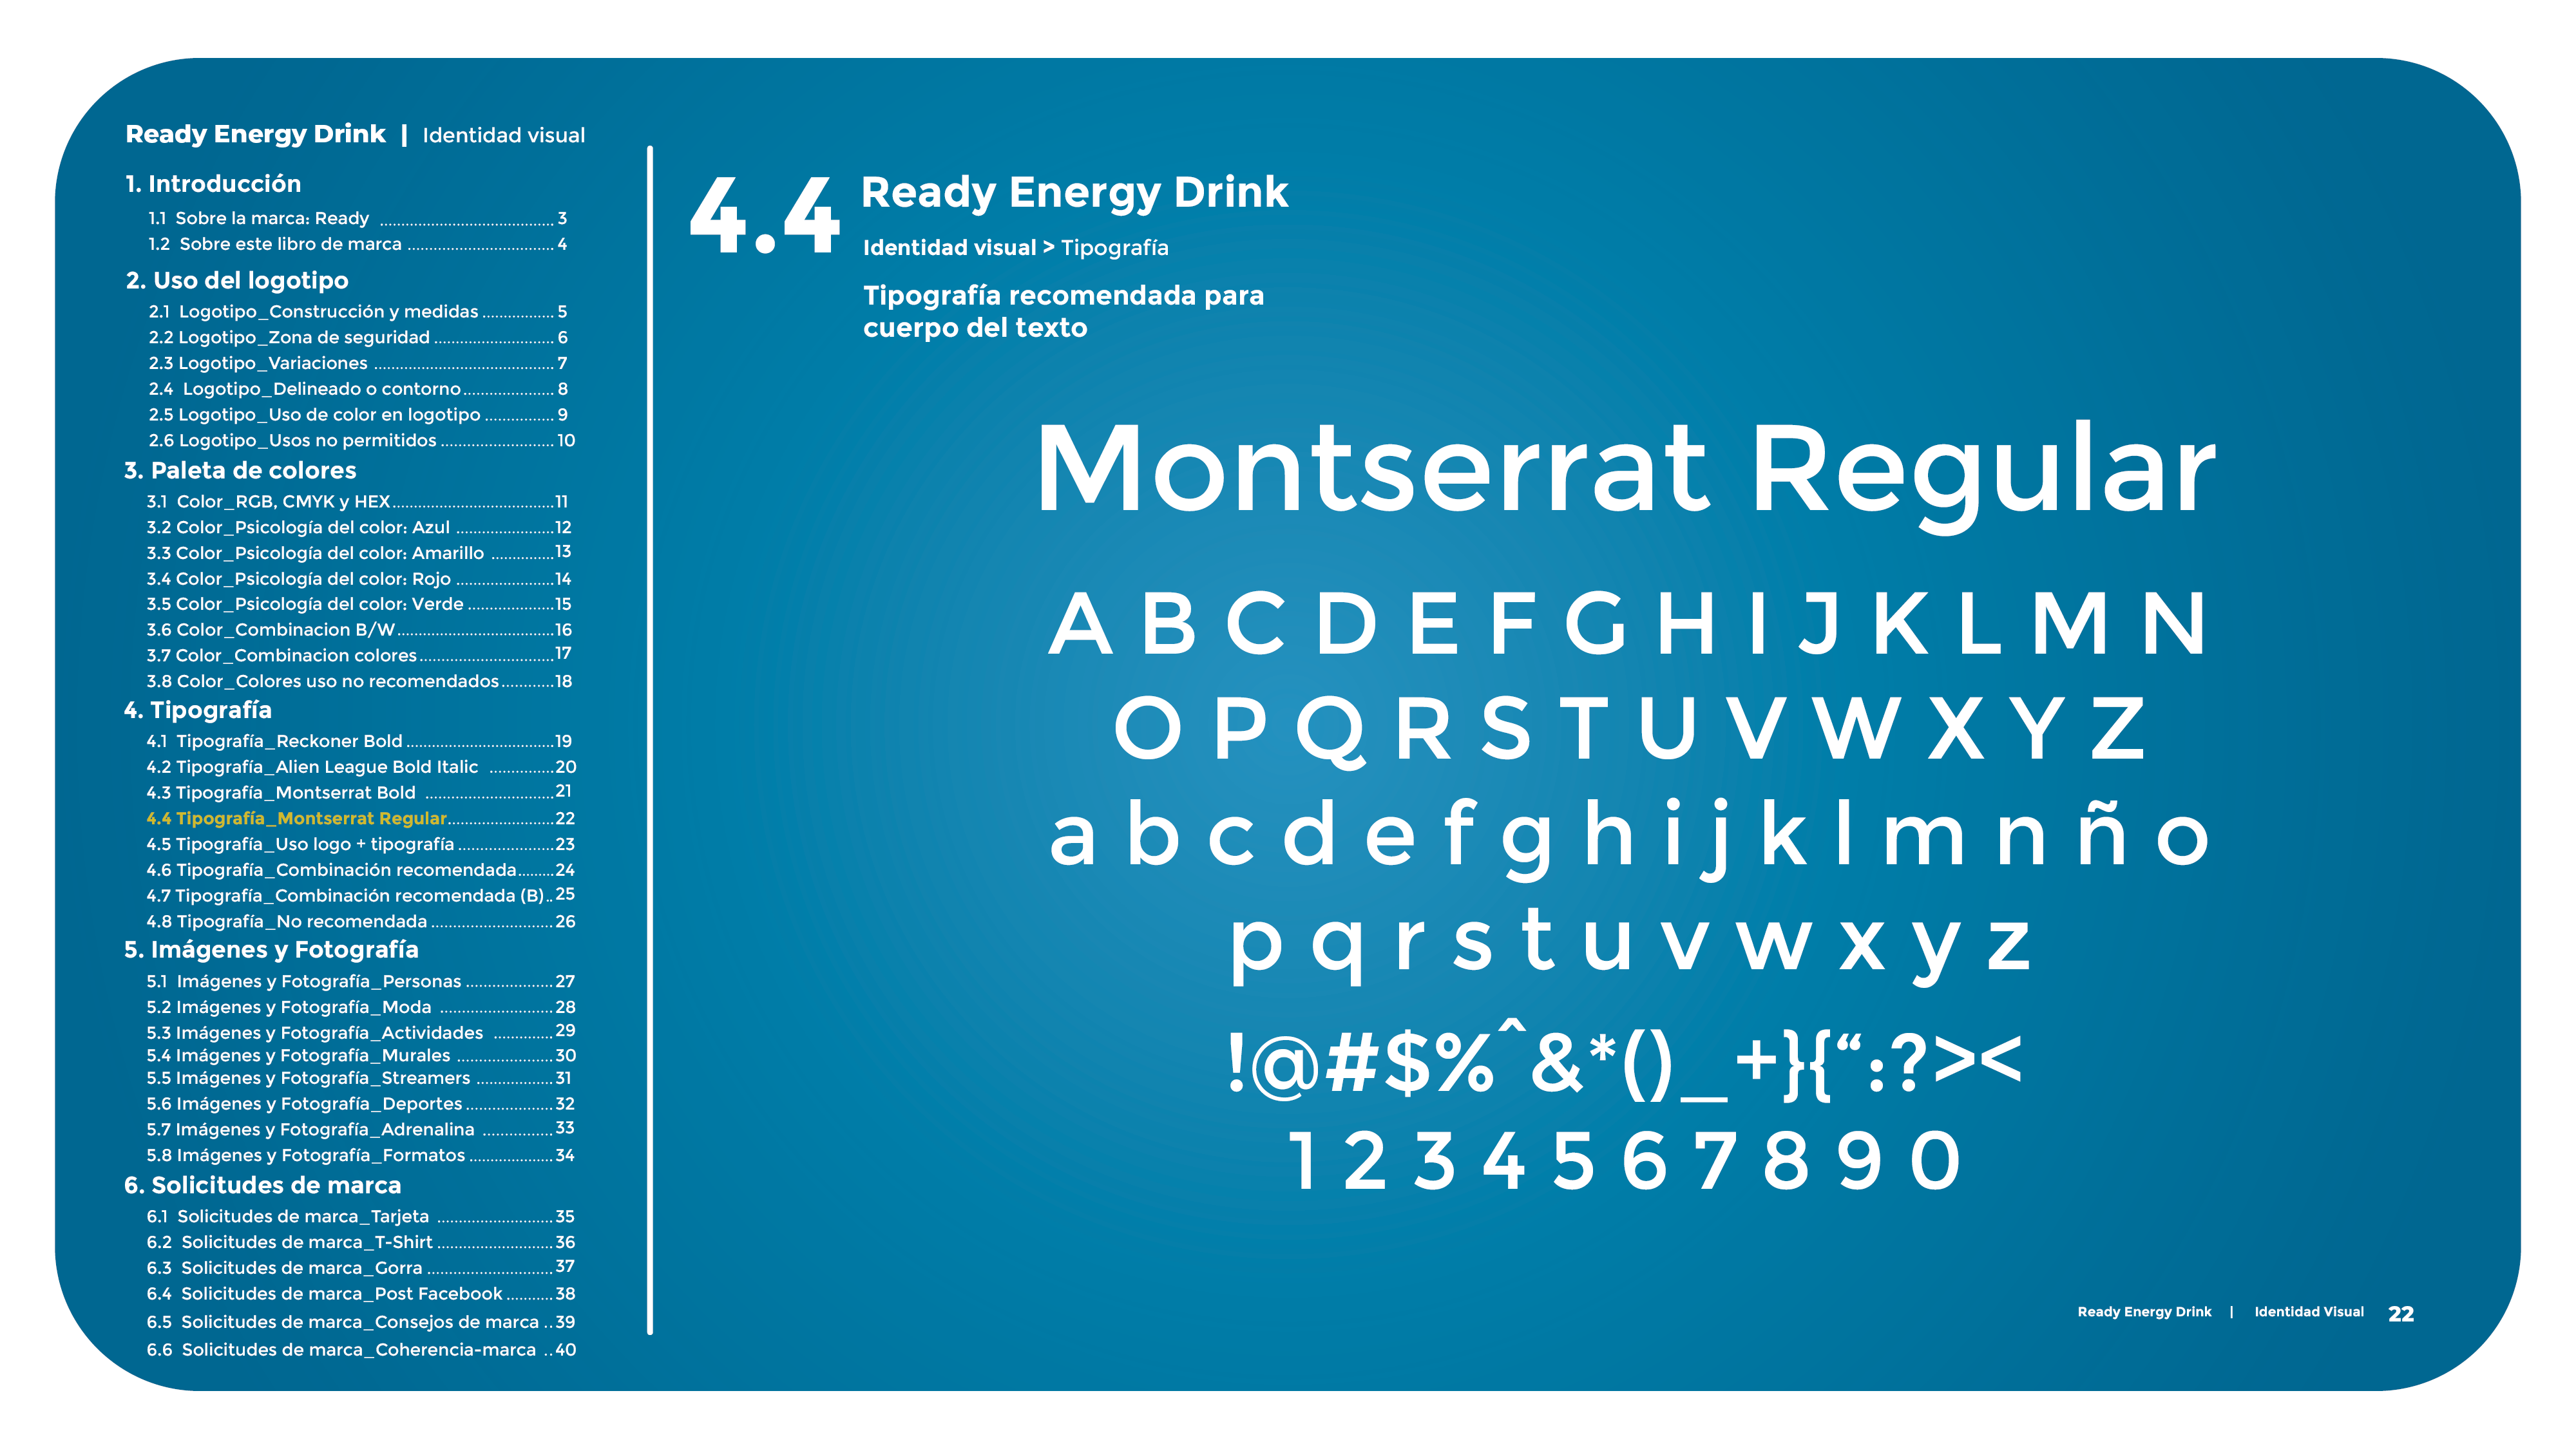 Ready Energy Drink | Identidad visual
1. Introducción
1.1 Sobre la marca: Ready ........................................ 3
1.2 Sobre este libro de marca .................................. 4
2. Uso del logotipo
2.1 Logotipo_Construcción y medidas ................ 5
2.2 Logotipo_Zona de seguridad ........................... 6
2.3 Logotipo_Variaciones ......................................... 7
2.4 Logotipo_Delineado o contorno ..................... 8
2.5 Logotipo_Uso de color en logotipo ................ 9
2.6 Logotipo_Usos no permitidos .......................... 10
3. Paleta de colores
3.1 Color_RGB, CMYK y HEX ..................................... 11
3.2 Color_Psicología del color: Azul ...................... 12
3.3 Color_Psicología del color: Amarillo .............. 13
3.4 Color_Psicología del color: Rojo ...................... 14
3.5 Color_Psicología del color: Verde .................... 15
3.6 Color_Combinacion B/W .................................... 16
3.7 Color_Combinacion colores ............................... 17
3.8 Color_Colores uso no recomendados ............ 18
4. Tipografía
4.1 Tipografía_Reckoner Bold .................................. 19
4.2 Tipografía_Alien League Bold Italic ............... 20
4.3 Tipografía_Montserrat Bold ............................. 21
4.4 Tipografía_Montserrat Regular ........................ 22
4.5 Tipografía_Uso logo + tipografía ...................... 23
4.6 Tipografía_Combinación recomendada ........ 24
4.7 Tipografía_Combinación recomendada (B) .. 25
4.8 Tipografía_No recomendada ............................ 26
5. Imágenes y Fotografía
5.1 Imágenes y Fotografía_Personas .................... 27
5.2 Imágenes y Fotografía_Moda .......................... 28
5.3 Imágenes y Fotografía_Actividades .............. 29
5.4 Imágenes y Fotografía_Murales ...................... 30
5.5 Imágenes y Fotografía_Streamers .................. 31
5.6 Imágenes y Fotografía_Deportes .................... 32
5.7 Imágenes y Fotografía_Adrenalina ................ 33
5.8 Imágenes y Fotografía_Formatos ................... 34
6. Solicitudes de marca
6.1 Solicitudes de marca_Tarjeta .......................... 35
6.2 Solicitudes de marca_T-Shirt .......................... 36
6.3 Solicitudes de marca_Gorra ............................ 37
6.4 Solicitudes de marca_Post Facebook ........... 38
6.5 Solicitudes de marca_Consejos de marca .. 39
6.6 Solicitudes de marca_Coherencia-marca .. 40
4.4 Ready Energy Drink
Identidad visual > Tipografía
Tipografía recomendada para
cuerpo del texto
Montserrat Regular
A B C D E F G H I J K L M N
O P Q R S T U V W X Y Z
a b c d e f g h i j k l m n ñ o
p q r s t u v w x y z
!@#$%^&*()_+}{“:?><
1 2 3 4 5 6 7 8 9 0
Ready Energy Drink | Identidad Visual 22